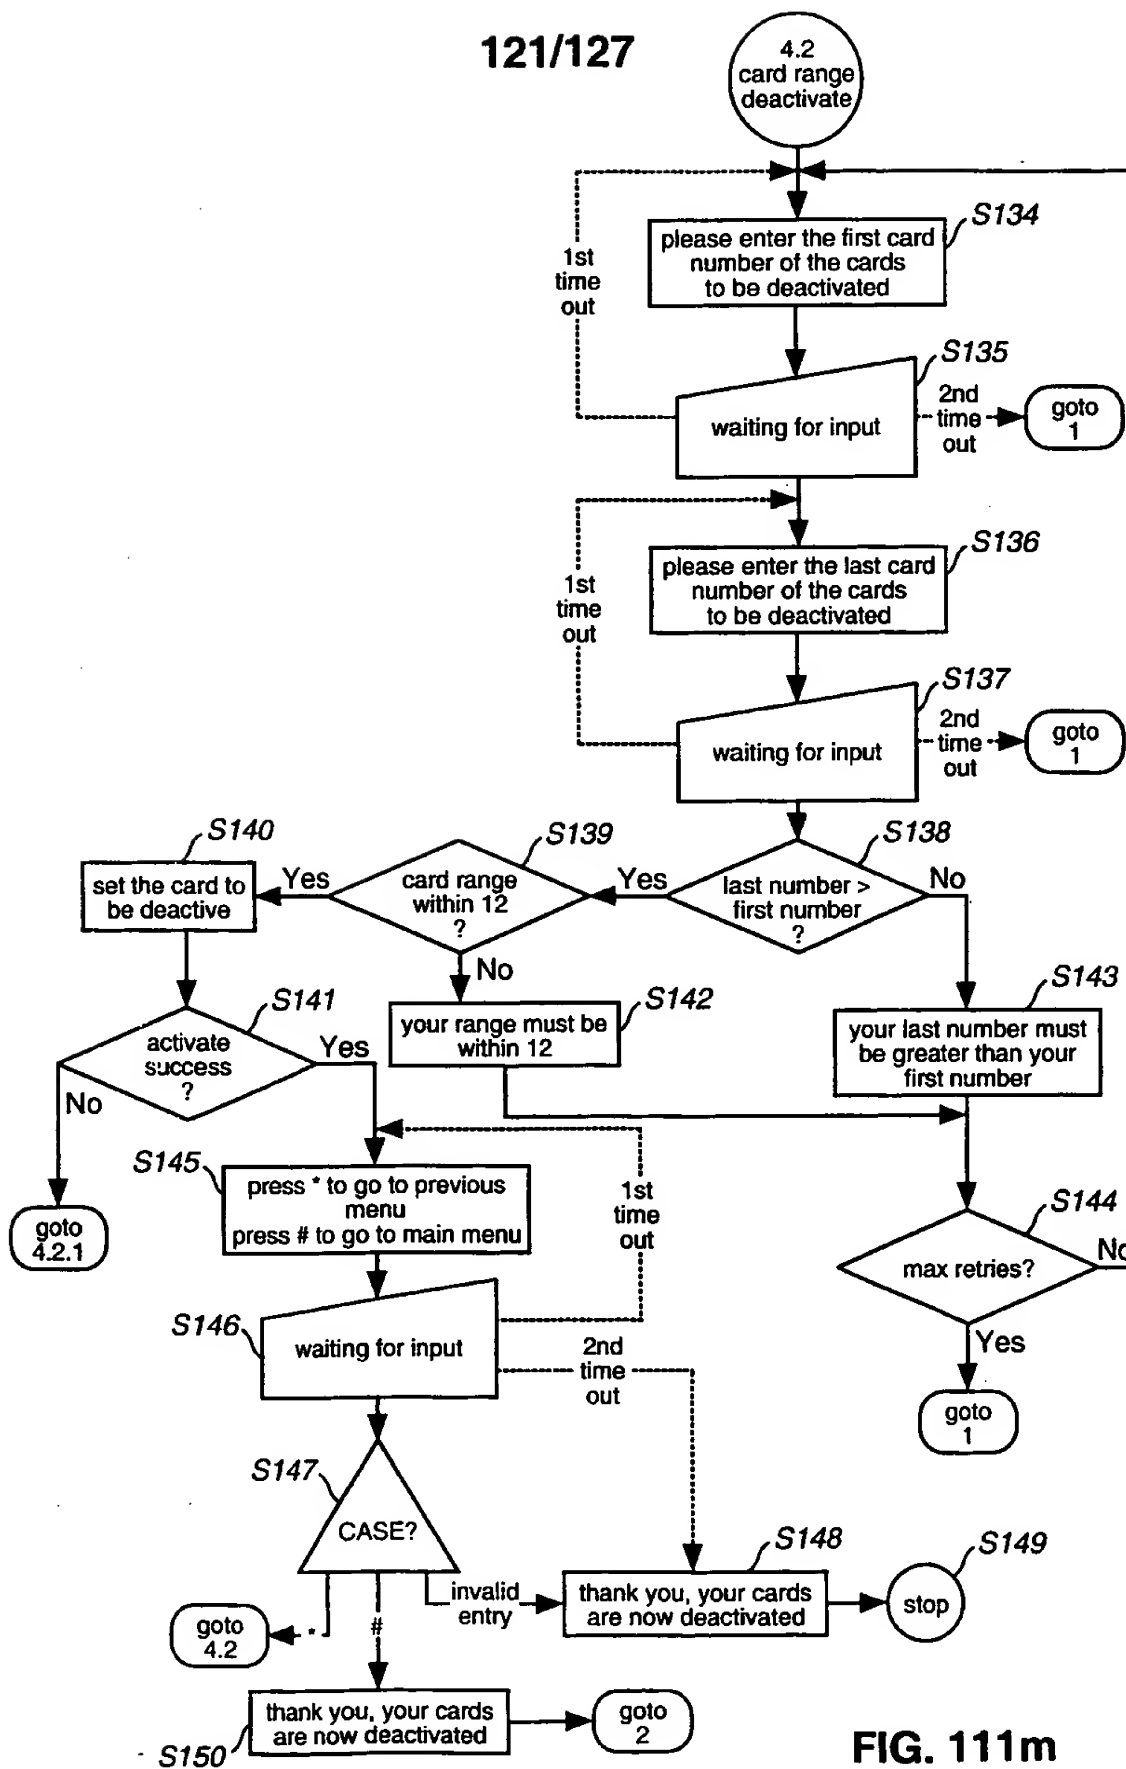 121/127
4.2
card range
deactivate
S134
please enter the first card
number of the cards
to be deactivated
1st
time
out
S135
waiting for input
2nd
time
out
goto
1
S136
please enter the last card
number of the cards
to be deactivated
1st
time
out
S137
waiting for input
2nd
time
out
goto
1
S140
set the card to
be deactive
Yes
S139
card range
within 12
?
Yes
S138
last number >
first number
?
No
No
S141
activate
success
?
Yes
No
S142
your range must be
within 12
S143
your last number must
be greater than your
first number
goto
4.2.1
S145
press * to go to previous
menu
press # to go to main menu
1st
time
out
S144
max retries?
No
Yes
goto
1
S146
waiting for input
2nd
time
out
S147
CASE?
invalid
entry
S148
thank you, your cards
are now deactivated
S149
stop
goto
4.2
*
#
S150
thank you, your cards
are now deactivated
goto
2
FIG. 111m